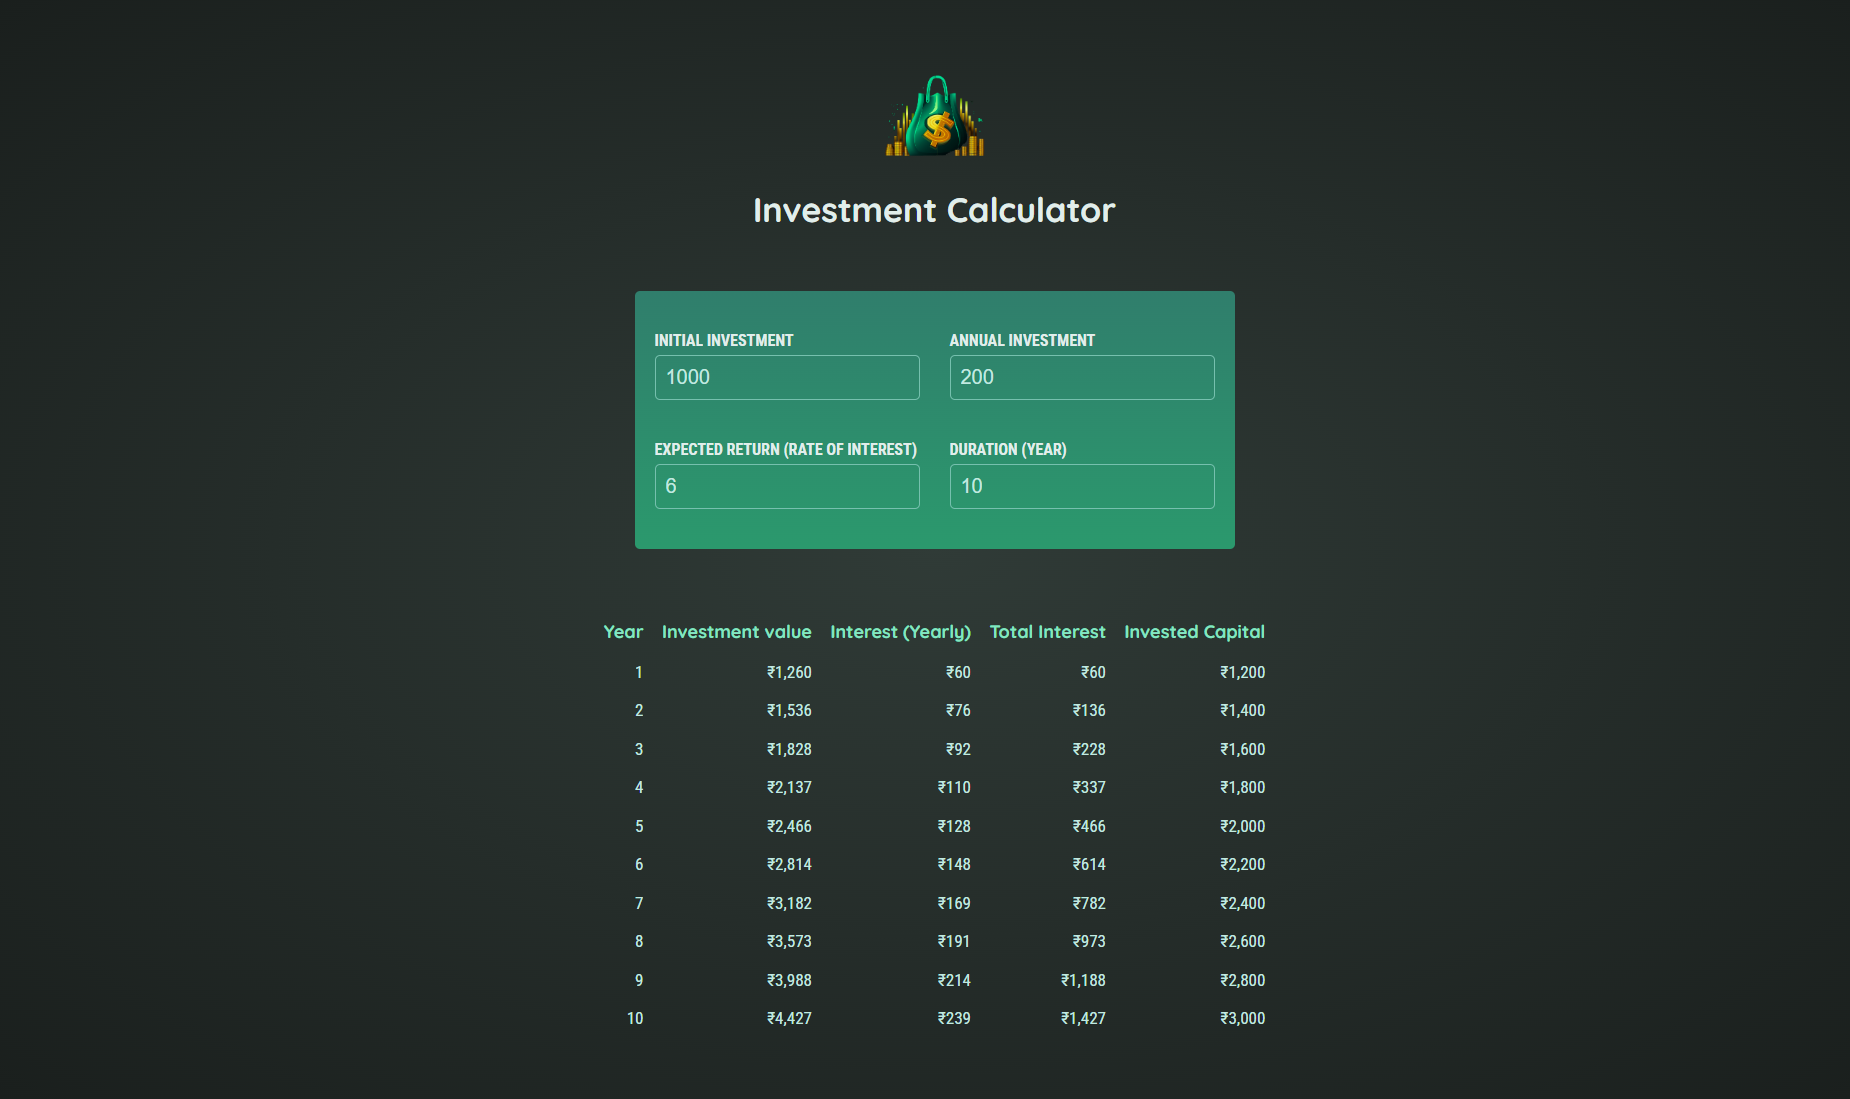 $
Investment Calculator
INITIAL INVESTMENT ANNUAL INVESTMENT
1000 200
EXPECTED RETURN (RATE OF INTEREST) DURATION (YEAR)
6 10
Year Investment value Interest (Yearly) Total Interest Invested Capital
1 ₹1,260 ₹60 ₹60 ₹1,200
2 ₹1,536 ₹76 ₹136 ₹1,400
3 ₹1,828 ₹92 ₹228 ₹1,600
4 ₹2,137 ₹110 ₹337 ₹1,800
5 ₹2,466 ₹128 ₹466 ₹2,000
6 ₹2,814 ₹148 ₹614 ₹2,200
7 ₹3,182 ₹169 ₹782 ₹2,400
8 ₹3,573 ₹191 ₹973 ₹2,600
9 ₹3,988 ₹214 ₹1,188 ₹2,800
10 ₹4,427 ₹239 ₹1,427 ₹3,000